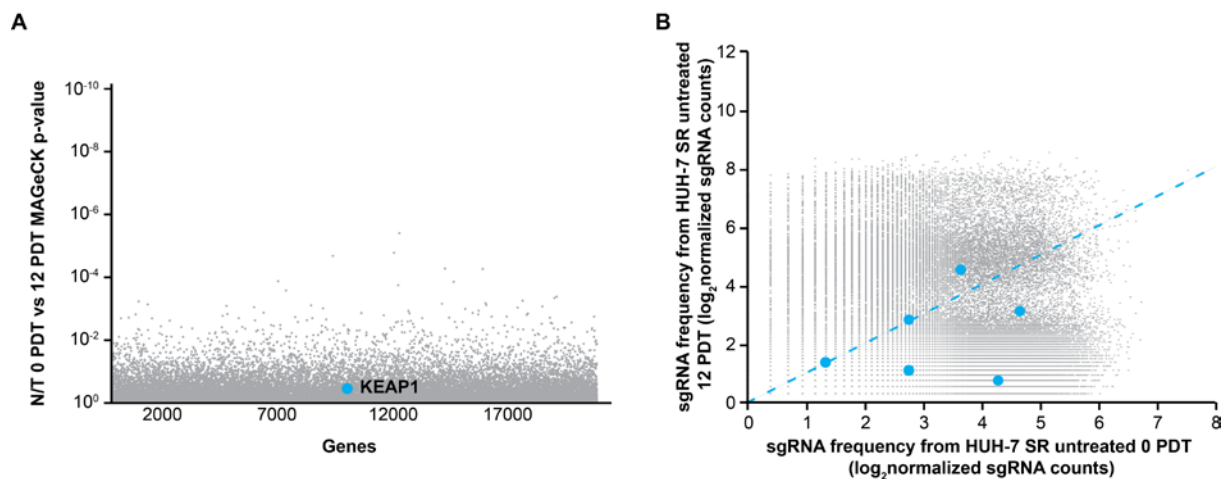 A
N/T 0 PDT vs 12 PDT MAGeCK p-value
10⁻¹⁰
10⁻⁸
10⁻⁶
10⁻⁴
10⁻²
10⁰
KEAP1
2000 7000 12000 17000
Genes
B
sgRNA frequency from HUH-7 SR untreated
12 PDT (log₂normalized sgRNA counts)
12
10
8
6
4
2
0
0 1 2 3 4 5 6 7 8
sgRNA frequency from HUH-7 SR untreated 0 PDT
(log₂normalized sgRNA counts)